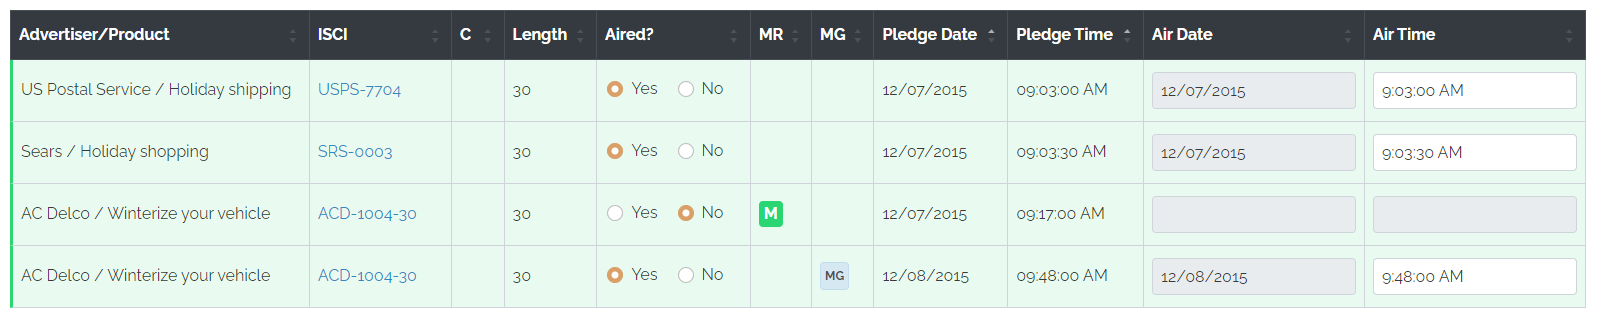 Advertiser/Product ISCI C Length Aired? MR MG Pledge Date Pledge Time Air Date Air Time
US Postal Service / Holiday shipping USPS-7704 30 Yes No 12/07/2015 09:03:00 AM 12/07/2015 9:03:00 AM
Sears / Holiday shopping SRS-0003 30 Yes No 12/07/2015 09:03:30 AM 12/07/2015 9:03:30 AM
AC Delco / Winterize your vehicle ACD-1004-30 30 Yes No M 12/07/2015 09:17:00 AM
AC Delco / Winterize your vehicle ACD-1004-30 30 Yes No MG 12/08/2015 09:48:00 AM 12/08/2015 9:48:00 AM